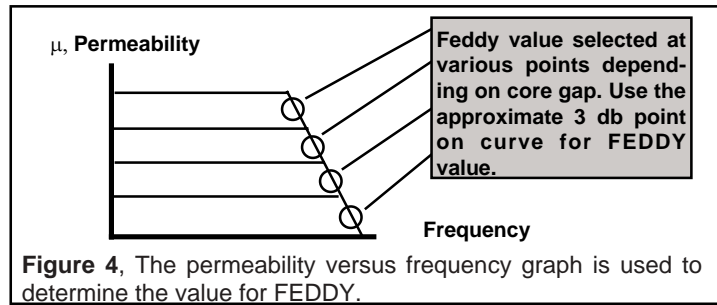 μ, Permeability
Feddy value selected at
various points depend-
ing on core gap. Use the
approximate 3 db point
on curve for FEDDY
value.
Frequency
Figure 4, The permeability versus frequency graph is used to
determine the value for FEDDY.